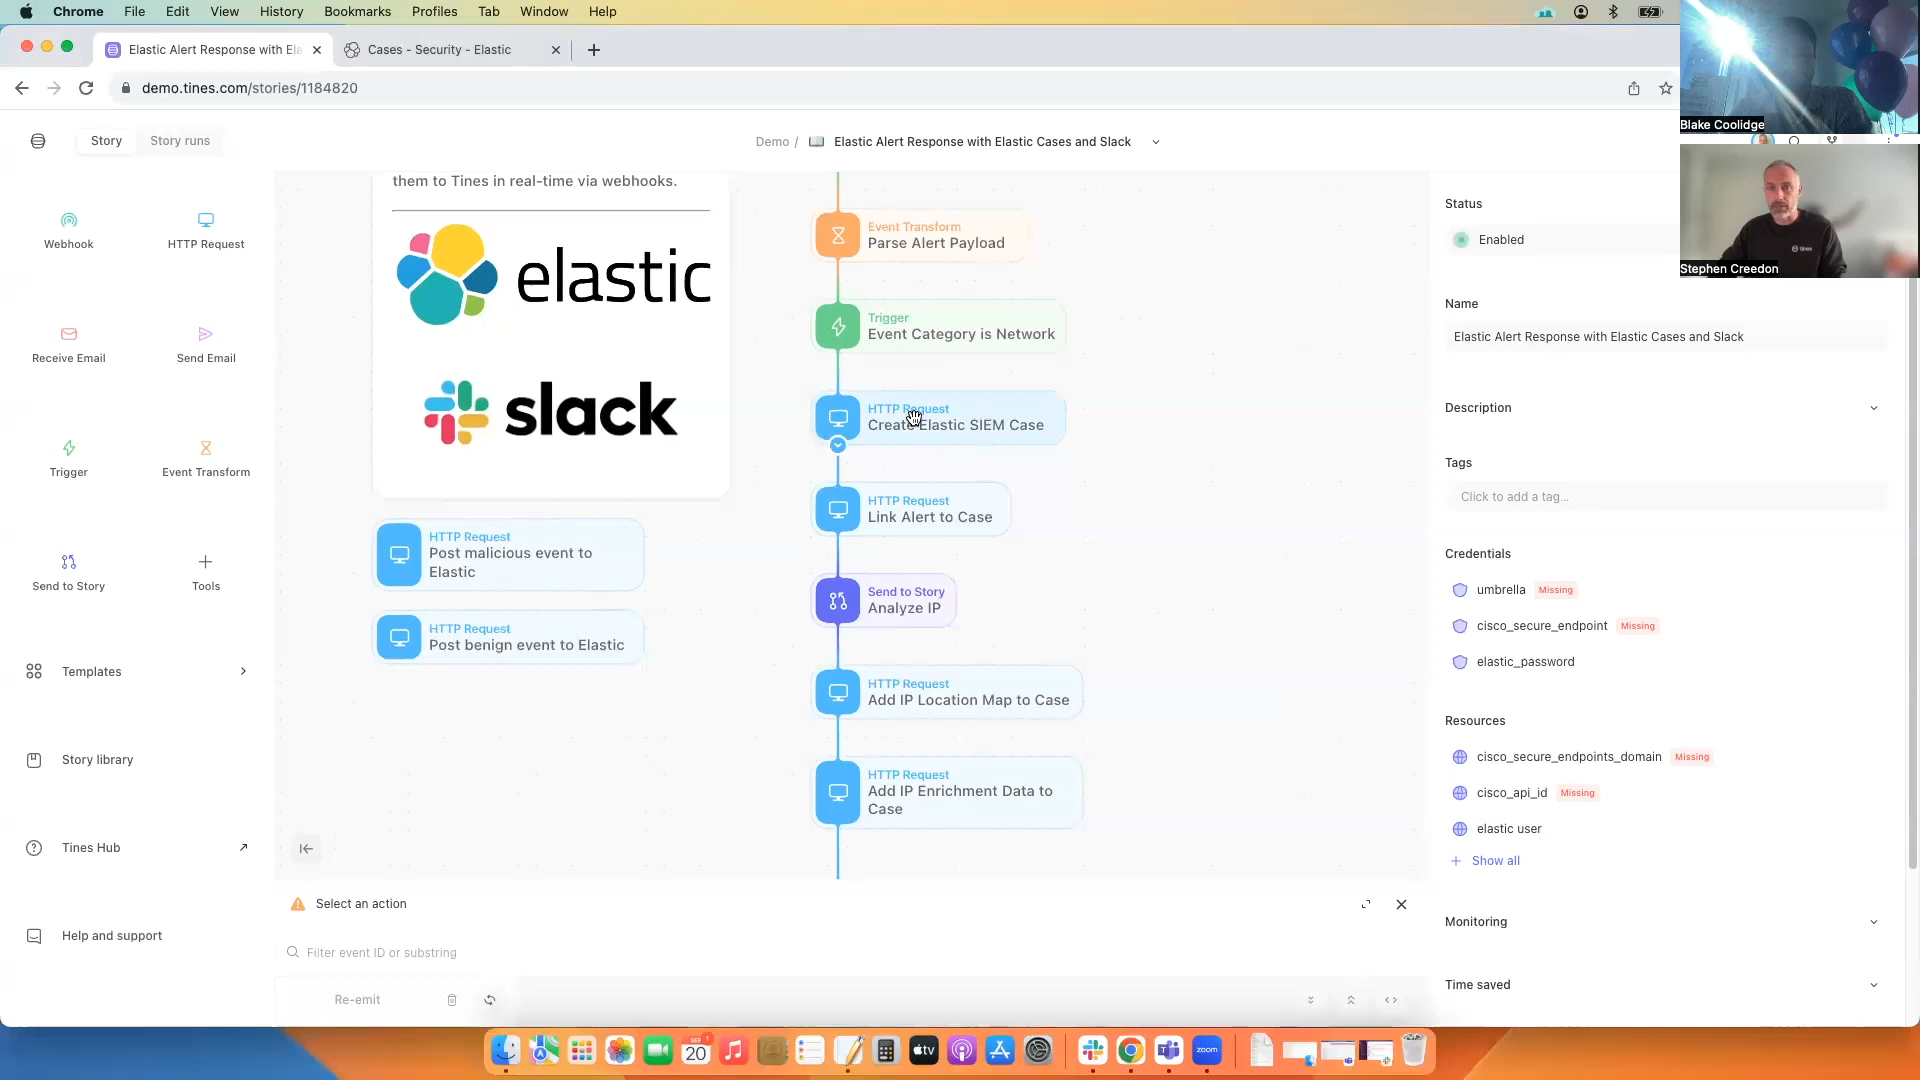 Chrome File Edit View History Bookmarks Profiles Tab Window Help
Elastic Alert Response with Ela
Cases - Security - Elastic
demo.tines.com/stories/1184820
Blake Coolidge
Stephen Creedon
tines
Story Story runs
Demo / Elastic Alert Response with Elastic Cases and Slack
Webhook
HTTP Request
Receive Email
Send Email
Trigger
Event Transform
Send to Story
Tools
Templates
Story library
Tines Hub
Help and support
them to Tines in real-time via webhooks.
elastic
slack
HTTP Request
Post malicious event to
Elastic
HTTP Request
Post benign event to Elastic
Event Transform
Parse Alert Payload
Trigger
Event Category is Network
HTTP Request
Create Elastic SIEM Case
HTTP Request
Link Alert to Case
Send to Story
Analyze IP
HTTP Request
Add IP Location Map to Case
HTTP Request
Add IP Enrichment Data to
Case
Select an action
Filter event ID or substring
Re-emit
Status
Enabled
Name
Elastic Alert Response with Elastic Cases and Slack
Description
Tags
Click to add a tag...
Credentials
umbrella Missing
cisco_secure_endpoint Missing
elastic_password
Resources
cisco_secure_endpoints_domain Missing
cisco_api_id Missing
elastic user
+ Show all
Monitoring
Time saved
SEP
20
1
tv
zoom